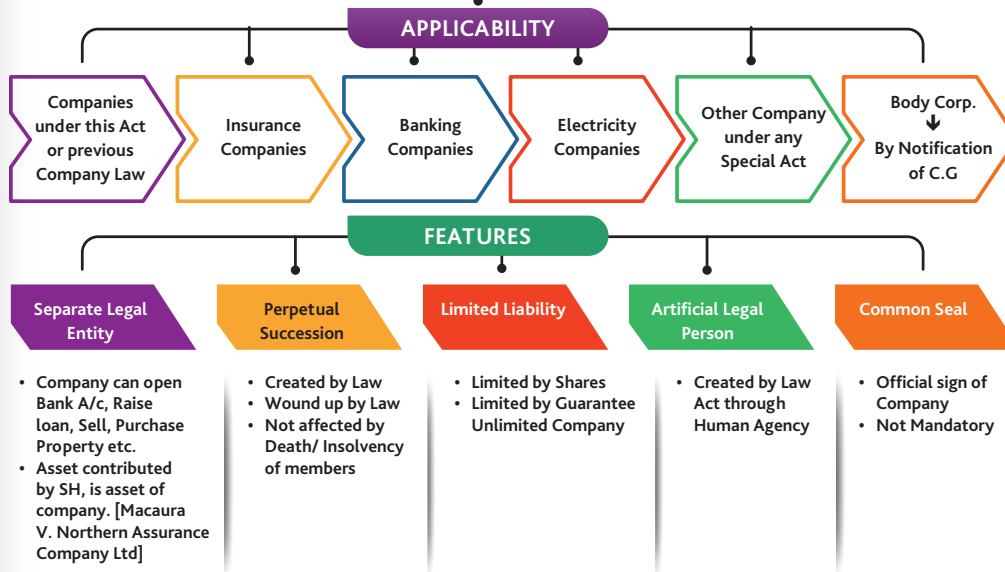 APPLICABILITY
Companies
under this Act
or previous
Company Law
Insurance
Companies
Banking
Companies
Electricity
Companies
Other Company
under any
Special Act
Body Corp.
By Notification
of C.G
FEATURES
Separate Legal
Entity
• Company can open
Bank A/c, Raise
loan, Sell, Purchase
Property etc.
• Asset contributed
by SH, is asset of
company. [Macaura
V. Northern Assurance
Company Ltd]
Perpetual
Succession
• Created by Law
• Wound up by Law
• Not affected by
Death/ Insolvency
of members
Limited Liability
• Limited by Shares
• Limited by Guarantee
Unlimited Company
Artificial Legal
Person
• Created by Law
Act through
Human Agency
Common Seal
• Official sign of
Company
• Not Mandatory